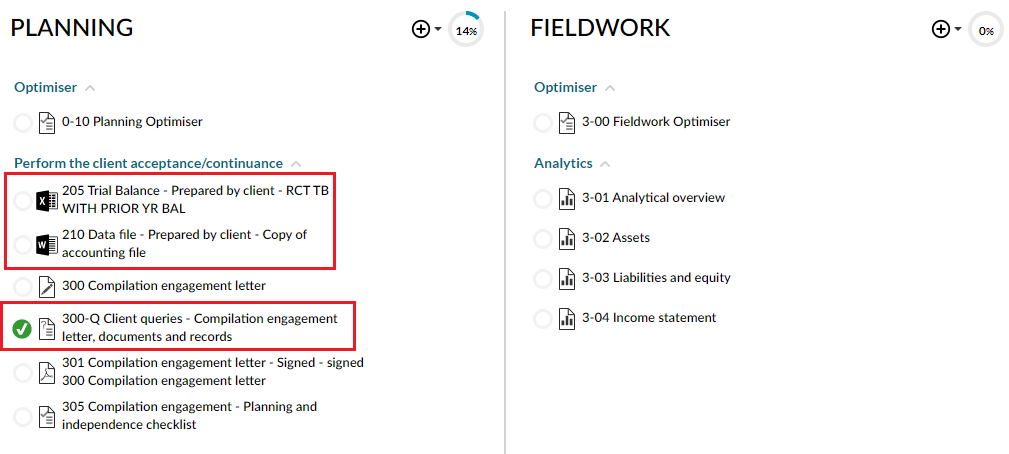 PLANNING
14%
Optimiser
0-10 Planning Optimiser
Perform the client acceptance/continuance
205 Trial Balance - Prepared by client - RCT TB
WITH PRIOR YR BAL
210 Data file - Prepared by client - Copy of
accounting file
300 Compilation engagement letter
300-Q Client queries - Compilation engagement
letter, documents and records
301 Compilation engagement letter - Signed - signed
300 Compilation engagement letter
305 Compilation engagement - Planning and
independence checklist
FIELDWORK
0%
Optimiser
3-00 Fieldwork Optimiser
Analytics
3-01 Analytical overview
3-02 Assets
3-03 Liabilities and equity
3-04 Income statement